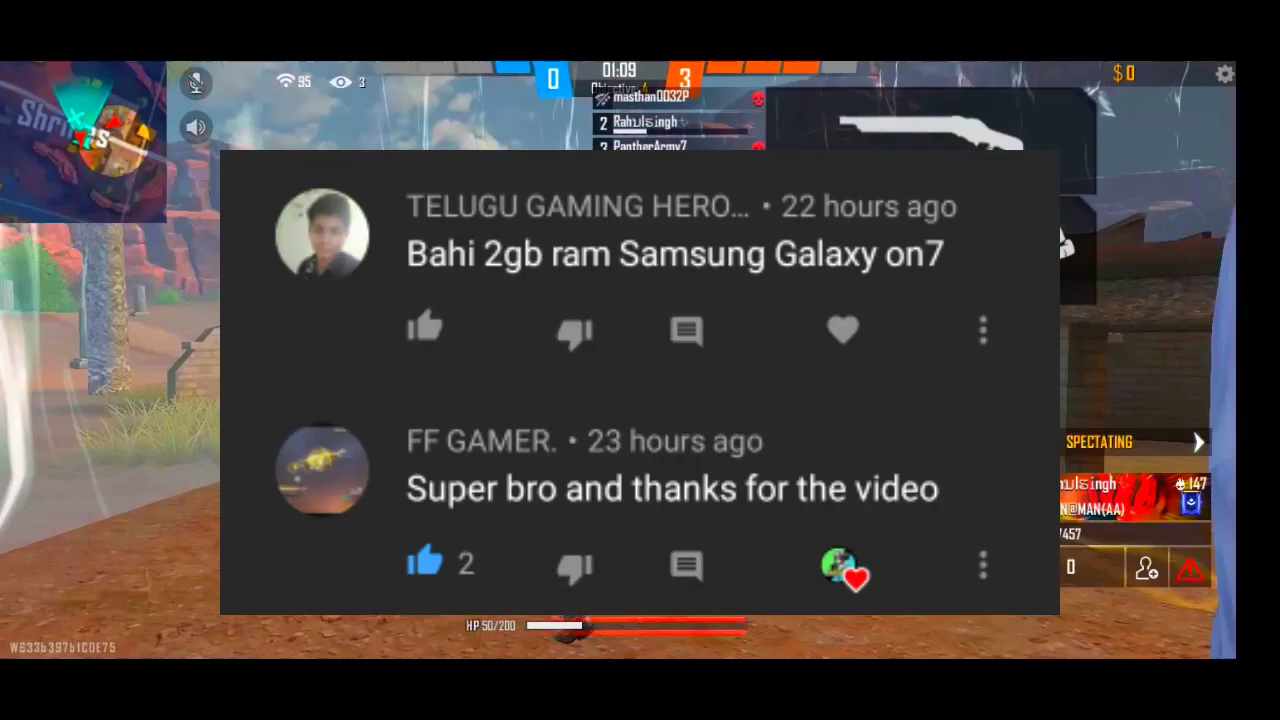 95
3
0
01:09
3
$0
masthan0032P
2 Rahulsingh
3 PantherArmy7
TELUGU GAMING HERO... • 22 hours ago
Bahi 2gb ram Samsung Galaxy on7
FF GAMER. • 23 hours ago
Super bro and thanks for the video
2
SPECTATING
147
N@MAN(AA)
0
HP 50/200